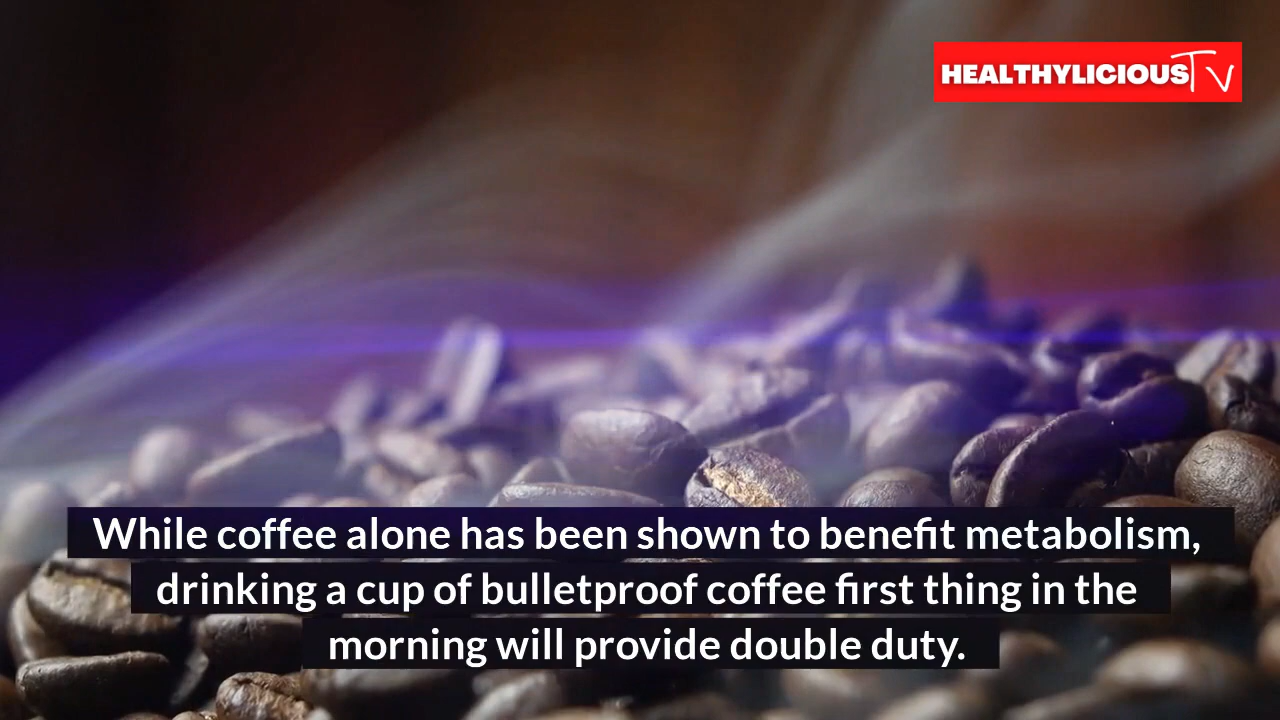 HEALTHYLICIOUS TV
While coffee alone has been shown to benefit metabolism,
drinking a cup of bulletproof coffee first thing in the
morning will provide double duty.